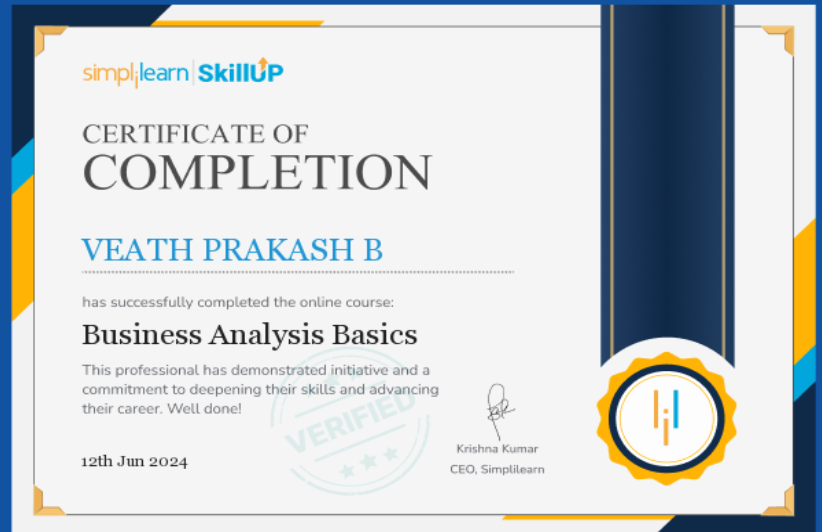 simplilearn | SkillUP
CERTIFICATE OF
COMPLETION
VEATH PRAKASH B
has successfully completed the online course:
Business Analysis Basics
This professional has demonstrated initiative and a
commitment to deepening their skills and advancing
their career. Well done!
VERIFIED
12th Jun 2024
Krishna Kumar
CEO, Simplilearn